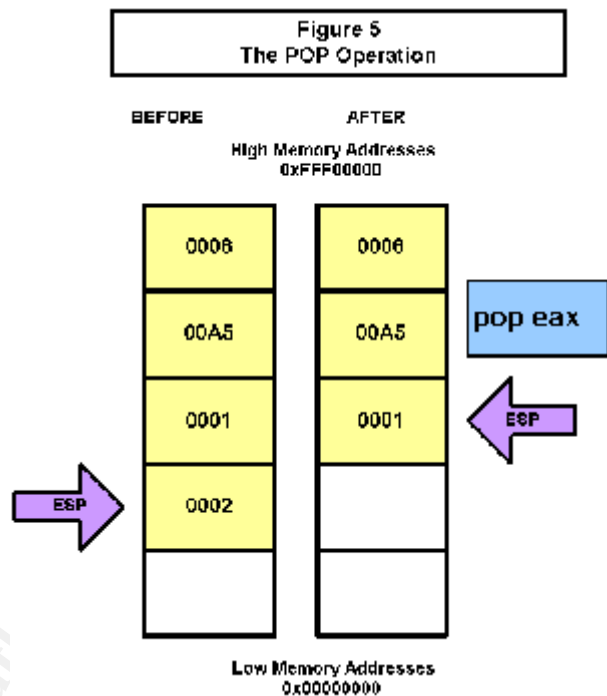 Figure 5
The POP Operation
BEFORE AFTER
High Memory Addresses
0xFFF00000
0006 0006
00A5 00A5
pop eax
0001 0001
ESP
ESP
0002
Low Memory Addresses
0x00000000